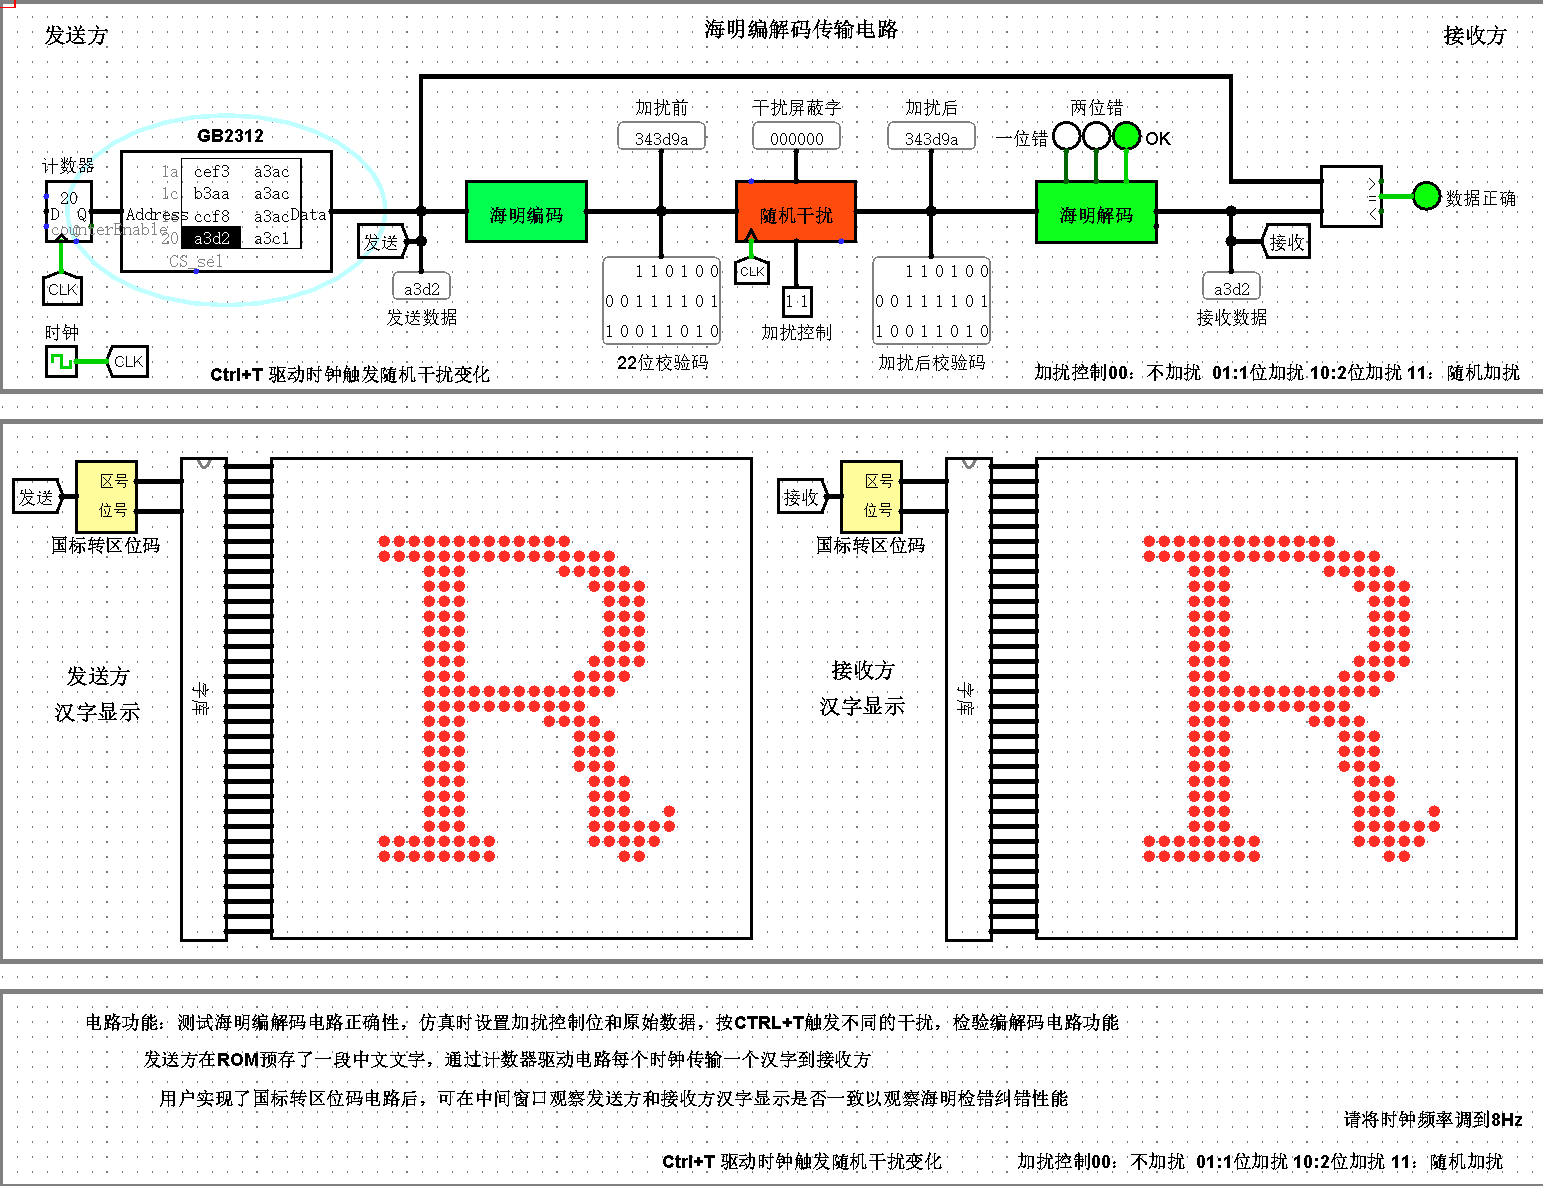 海明编解码传输电路
发送方
接收方
加扰前
干扰屏蔽字
加扰后
两位错
GB2312
343d9a
000000
343d9a
一位错
OK
计数器
20
D Q
counterEnable
1a cef3 a3ac
1c b3aa a3ac
ccf8 a3ac
20 a3d2 a3c1
Address
Data
CS_sel
海明编码
随机干扰
海明解码
>
=
<
数据正确
发送
接收
CLK
CLK
a3d2
发送数据
1 1 0 1 0 0
0 0 1 1 1 1 0 1
1 0 0 1 1 0 1 0
22位校验码
1 1
加扰控制
1 1 0 1 0 0
0 0 1 1 1 1 0 1
1 0 0 1 1 0 1 0
加扰后校验码
a3d2
接收数据
时钟
CLK
Ctrl+T 驱动时钟触发随机干扰变化
加扰控制00：不加扰 01:1位加扰 10:2位加扰 11：随机加扰
发送
区号
位号
国标转区位码
字库
发送方
汉字显示
R
接收
区号
位号
国标转区位码
字库
接收方
汉字显示
R
电路功能：测试海明编解码电路正确性，仿真时设置加扰控制位和原始数据，按CTRL+T触发不同的干扰，检验编解码电路功能
发送方在ROM预存了一段中文文字，通过计数器驱动电路每个时钟传输一个汉字到接收方
用户实现了国标转区位码电路后，可在中间窗口观察发送方和接收方汉字显示是否一致以观察海明检错纠错性能
请将时钟频率调到8Hz
Ctrl+T 驱动时钟触发随机干扰变化
加扰控制00：不加扰 01:1位加扰 10:2位加扰 11：随机加扰